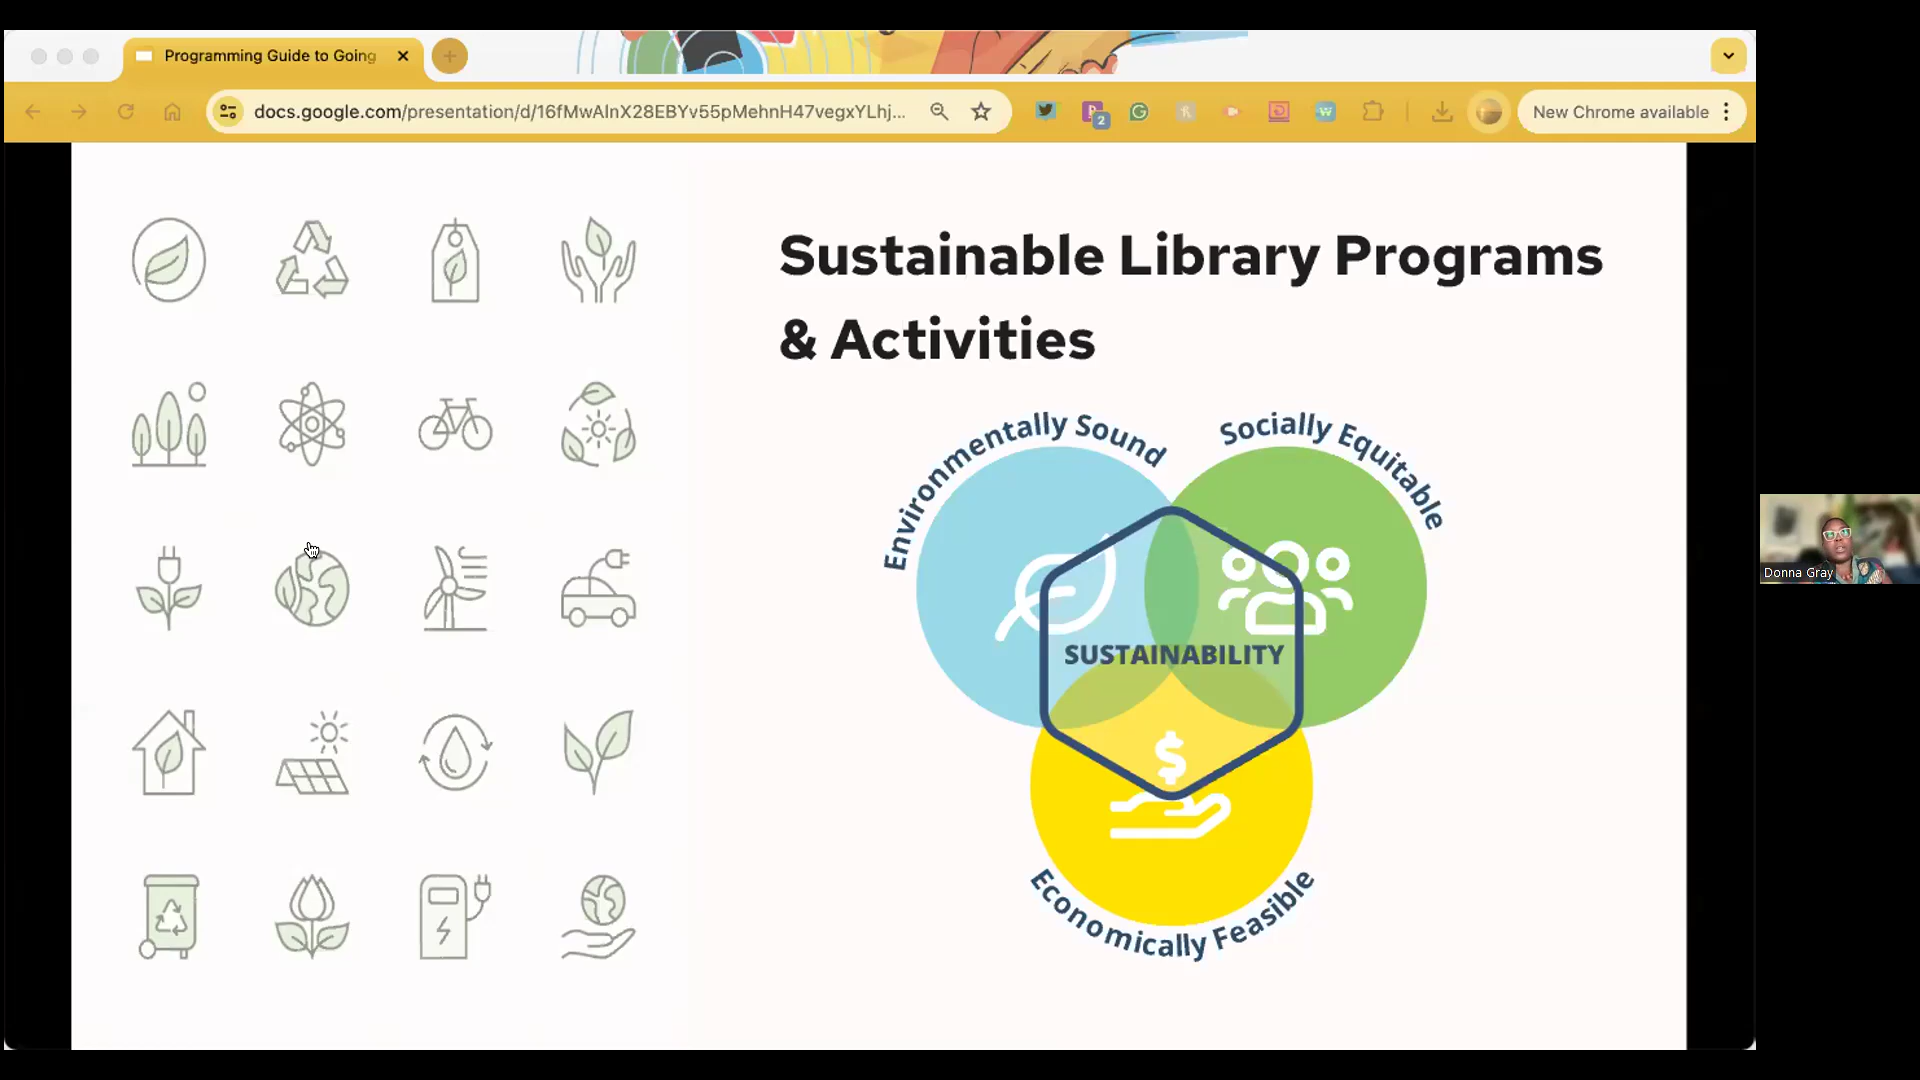 Programming Guide to Going
docs.google.com/presentation/d/16fMwAlnX28EBYv55pMehnH47vegxYLhj...
2
New Chrome available
Sustainable Library Programs
& Activities
Environmentally Sound
Socially Equitable
SUSTAINABILITY
$
Economically Feasible
Donna Gray